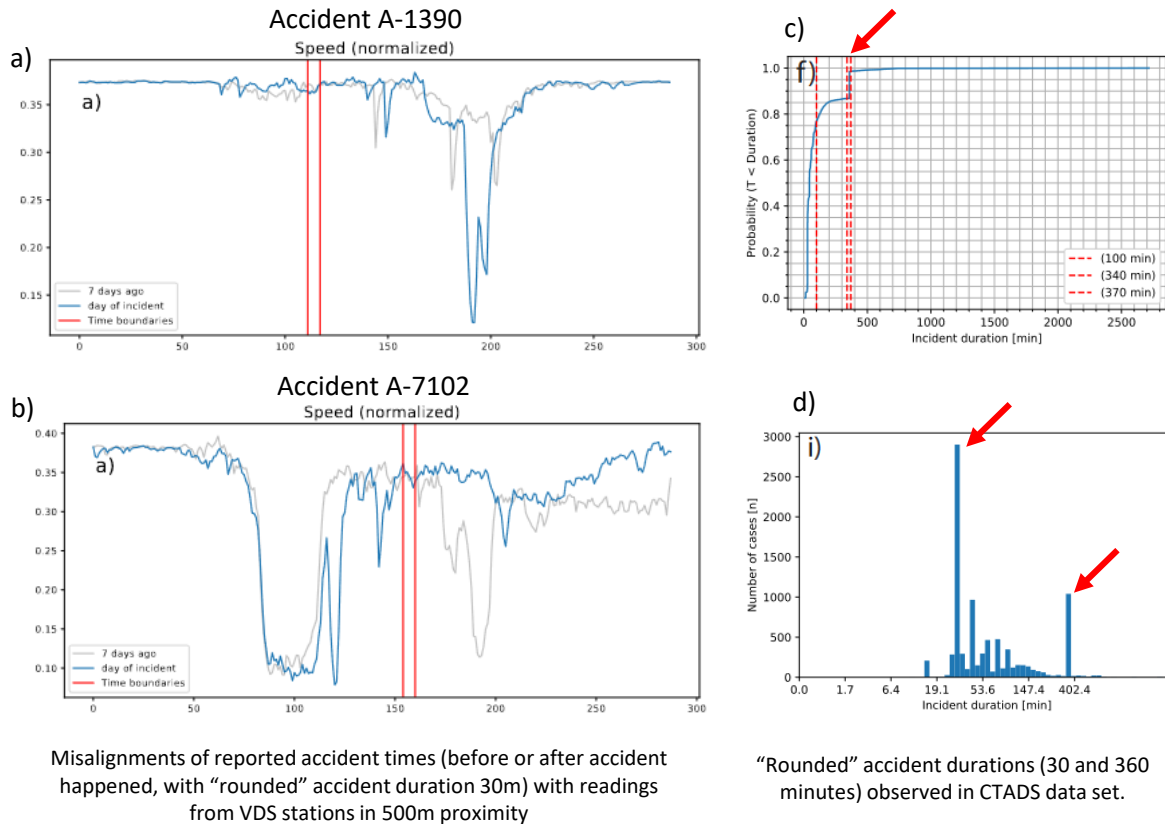 Accident A-1390
a)
Speed (normalized)
a)
0.35
0.30
0.25
0.20
0.15
7 days ago
day of incident
Time boundaries
0 50 100 150 200 250 300
Accident A-7102
b)
Speed (normalized)
a)
0.40
0.35
0.30
0.25
0.20
0.15
0.10
7 days ago
day of incident
Time boundaries
0 50 100 150 200 250 300
Misalignments of reported accident times (before or after accident
happened, with “rounded” accident duration 30m) with readings
from VDS stations in 500m proximity
c)
f)
Probability (T < Duration)
1.0
0.8
0.6
0.4
0.2
0.0
(100 min)
(340 min)
(370 min)
0 500 1000 1500 2000 2500
Incident duration [min]
d)
i)
Number of cases [n]
3000
2500
2000
1500
1000
500
0
0.0 1.7 6.4 19.1 53.6 147.4 402.4
Incident duration [min]
“Rounded” accident durations (30 and 360
minutes) observed in CTADS data set.